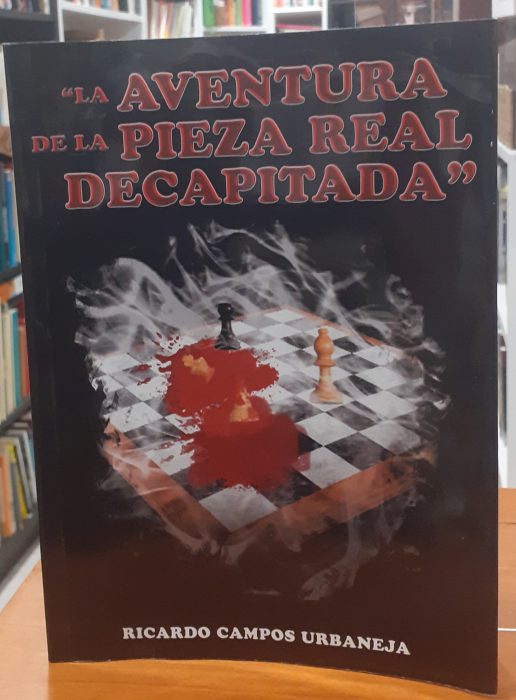 “LA AVENTURA
DE LA PIEZA REAL
DECAPITADA”
RICARDO CAMPOS URBANEJA